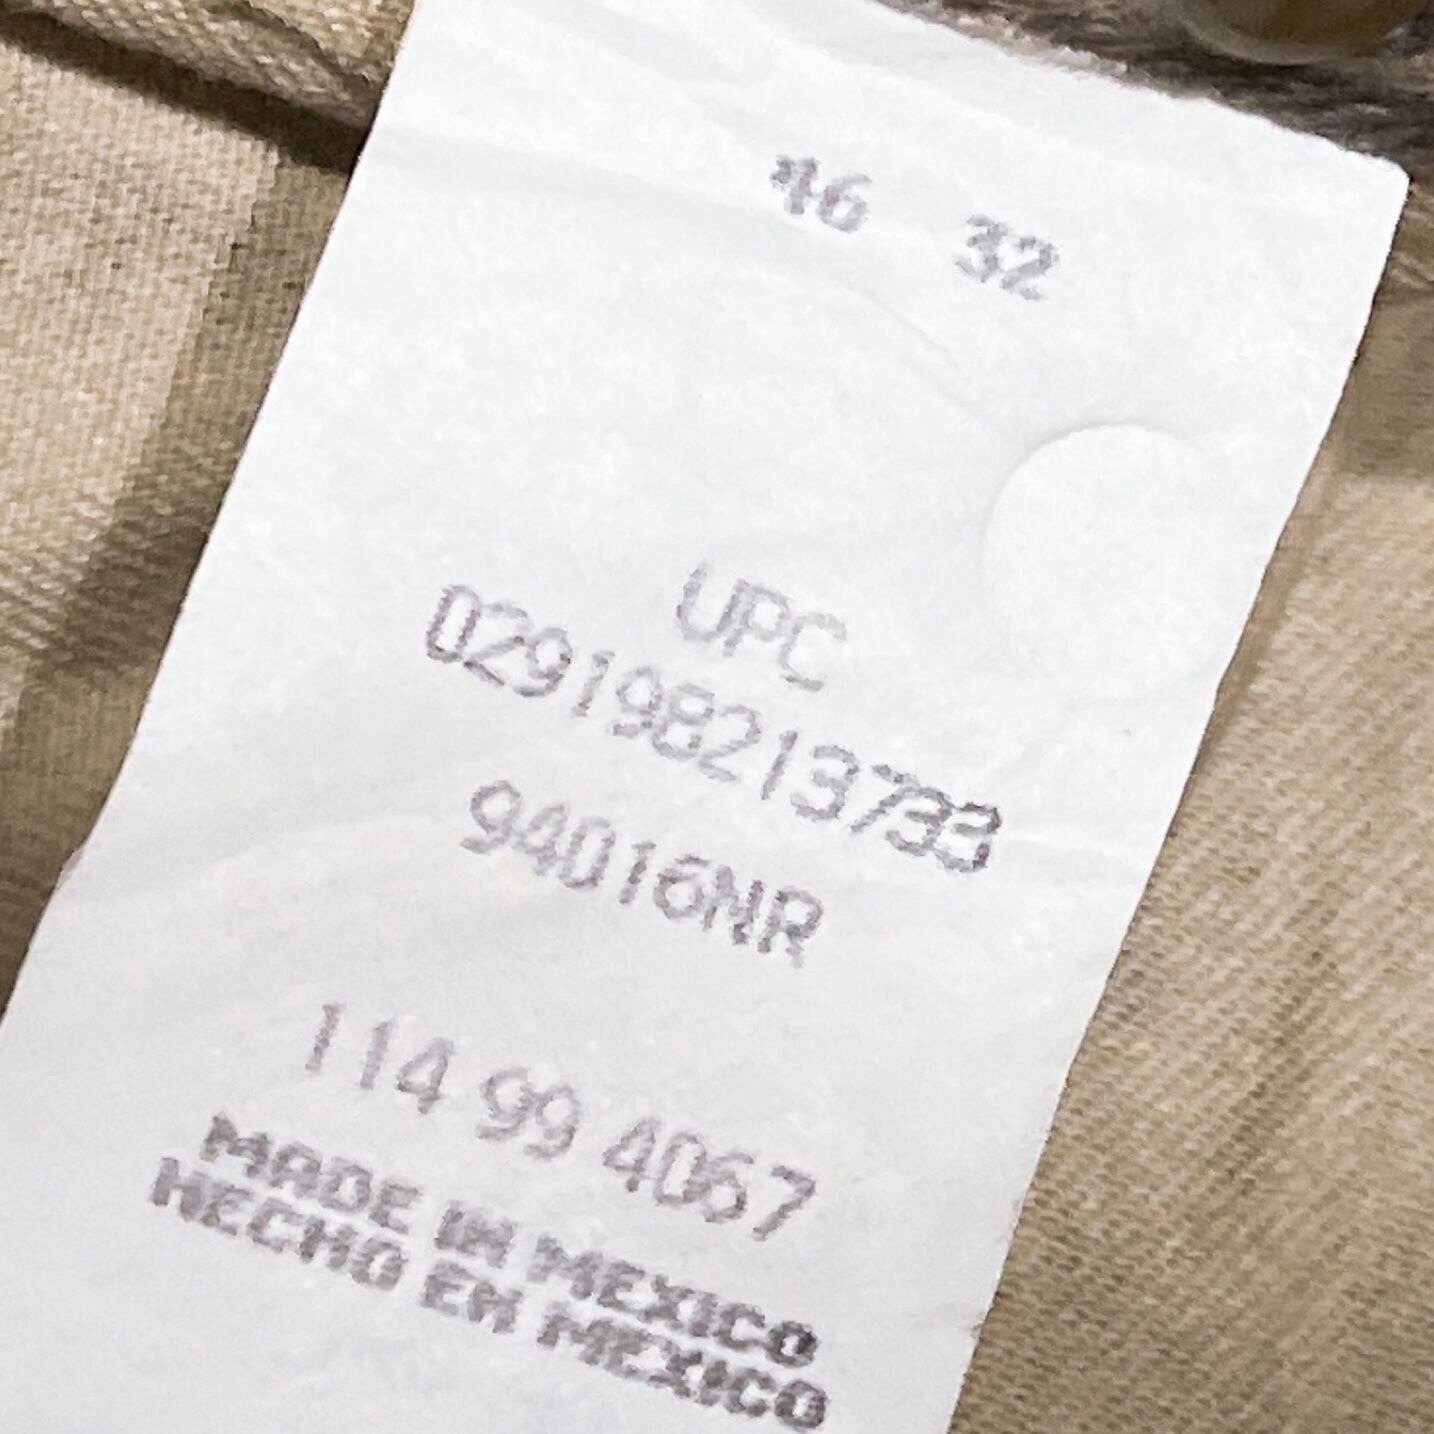 46 32
UPC
029198213733
94016NR
114 99 4067
MADE IN MEXICO
HECHO EN MEXICO